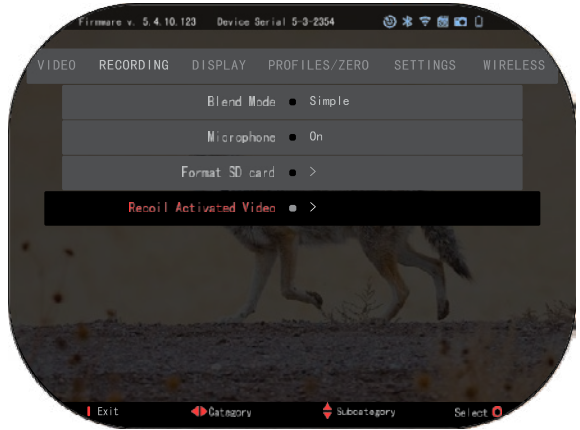 Firmware v. 5.4.10.123 Device Serial 5-3-2354
VIDEO RECORDING DISPLAY PROFILES/ZERO SETTINGS WIRELESS
Blend Mode ● Simple
Microphone ● On
Format SD card ● >
Recoil Activated Video ● >
Exit Category Subcategory Select